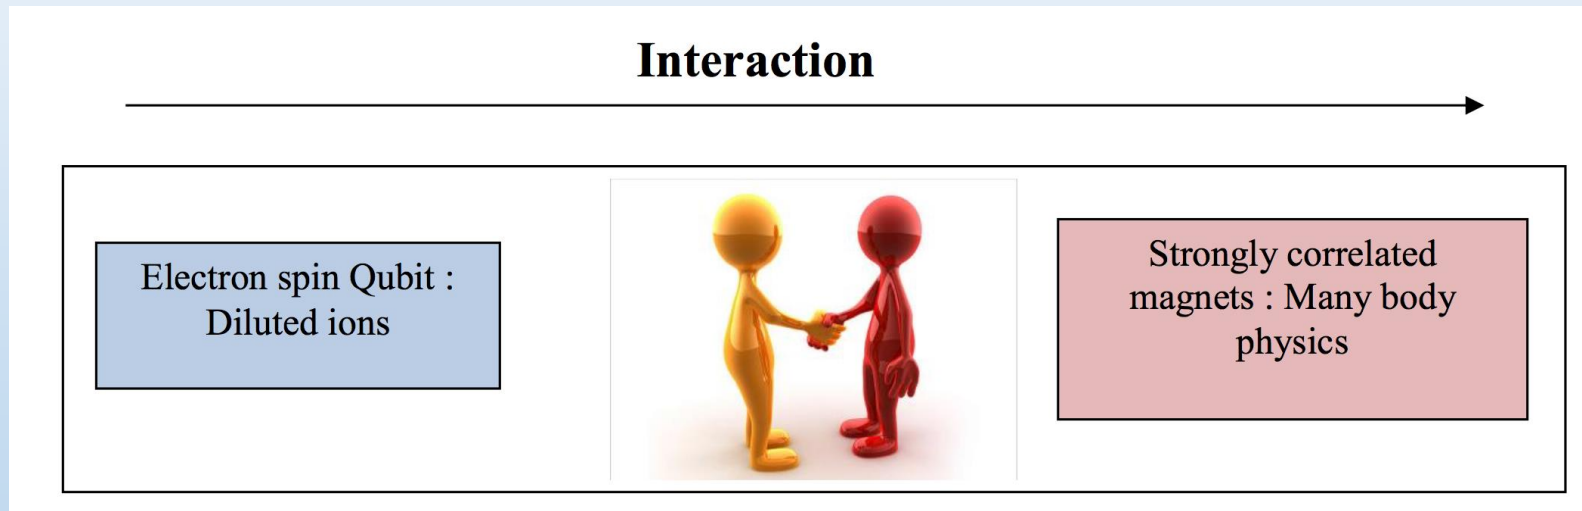 Interaction
Electron spin Qubit :
Diluted ions
Strongly correlated
magnets : Many body
physics